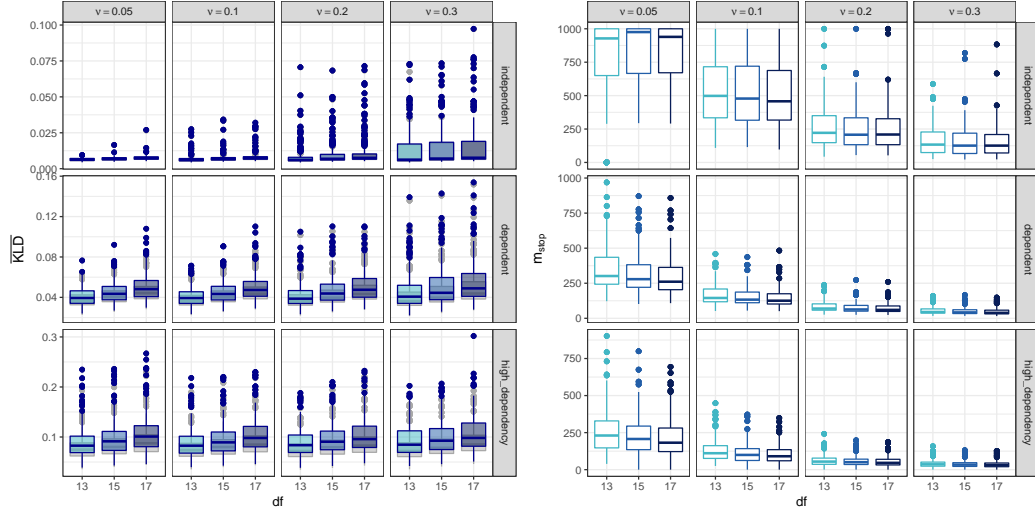 ν = 0.05 ν = 0.1 ν = 0.2 ν = 0.3
0.100
0.075
0.050
0.025
0.000
independent
0.16
0.12
0.08
0.04
dependent
0.3
0.2
0.1
high_dependency
KLD
13 15 17 13 15 17 13 15 17 13 15 17
df
ν = 0.05 ν = 0.1 ν = 0.2 ν = 0.3
1000
750
500
250
0
independent
1000
750
500
250
0
dependent
750
500
250
0
high_dependency
mstop
13 15 17 13 15 17 13 15 17 13 15 17
df